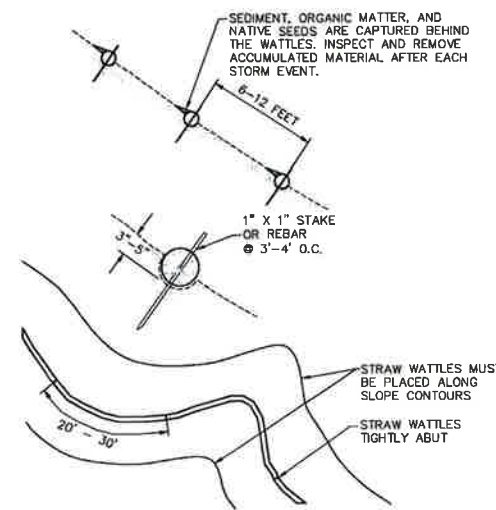 SEDIMENT, ORGANIC MATTER, AND
NATIVE SEEDS ARE CAPTURED BEHIND
THE WATTLES. INSPECT AND REMOVE
ACCUMULATED MATERIAL AFTER EACH
STORM EVENT.
6-12 FEET
1" X 1" STAKE
OR REBAR
@ 3'-4' O.C.
3"-5"
STRAW WATTLES MUST
BE PLACED ALONG
SLOPE CONTOURS
STRAW WATTLES
TIGHTLY ABUT
20' - 30'